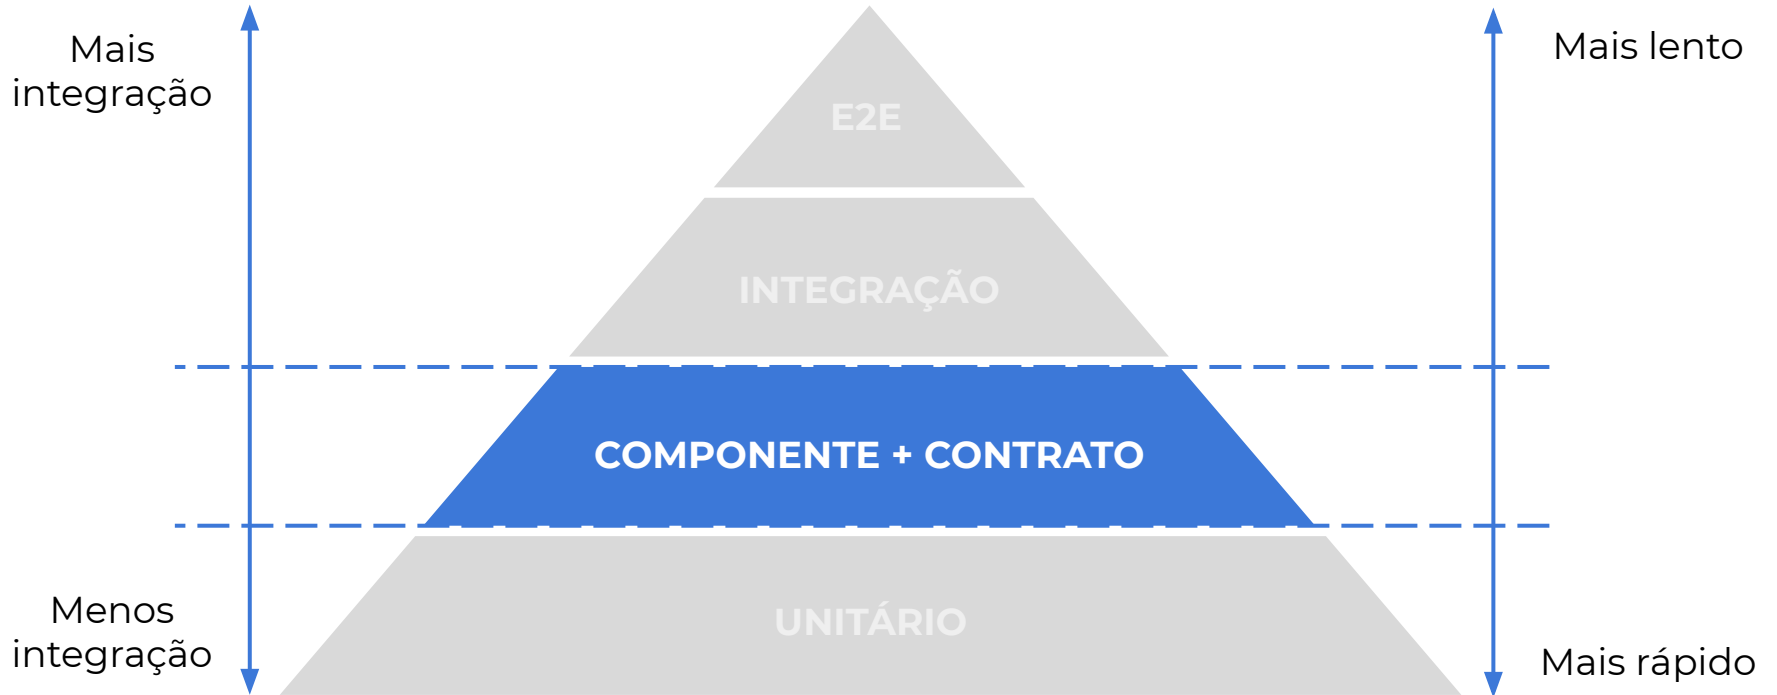 Mais
integração
Mais lento
E2E
INTEGRAÇÃO
COMPONENTE + CONTRATO
UNITÁRIO
Menos
integração
Mais rápido